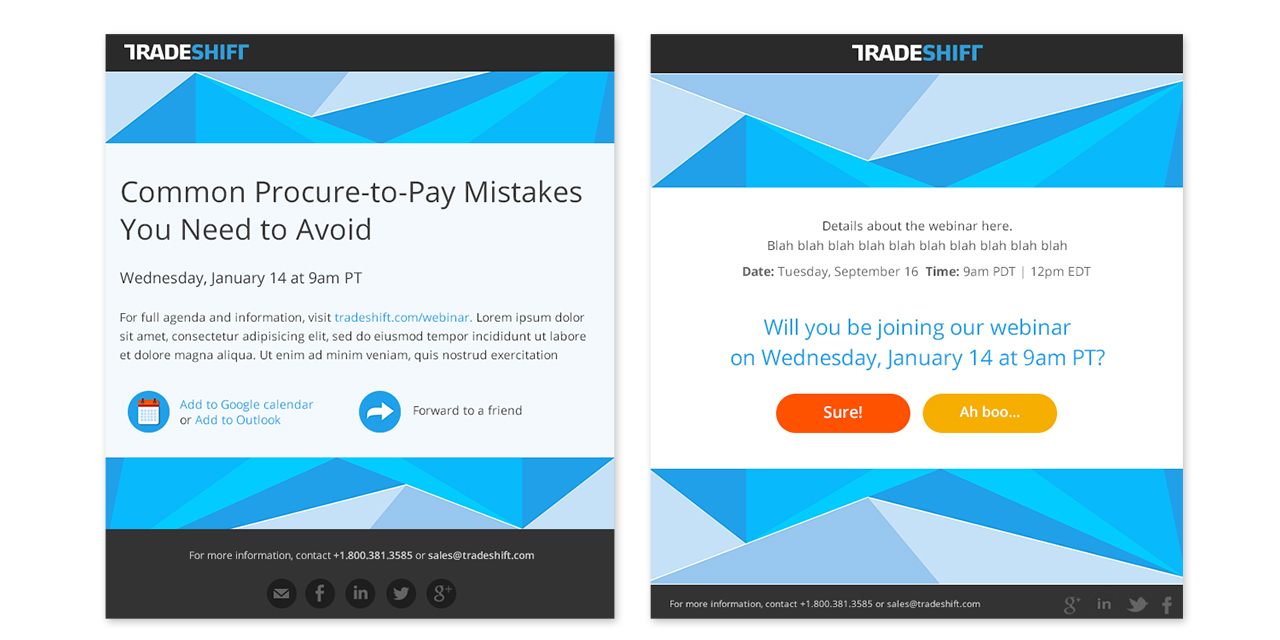 TRADESHIFT
Common Procure-to-Pay Mistakes
You Need to Avoid
Wednesday, January 14 at 9am PT
For full agenda and information, visit tradeshift.com/webinar. Lorem ipsum dolor
sit amet, consectetur adipisicing elit, sed do eiusmod tempor incididunt ut labore
et dolore magna aliqua. Ut enim ad minim veniam, quis nostrud exercitation
Add to Google calendar
or Add to Outlook
Forward to a friend
For more information, contact +1.800.381.3585 or sales@tradeshift.com
f in g+
TRADESHIFT
Details about the webinar here.
Blah blah blah blah blah blah blah blah blah blah
Date: Tuesday, September 16 Time: 9am PDT | 12pm EDT
Will you be joining our webinar
on Wednesday, January 14 at 9am PT?
Sure!
Ah boo...
For more information, contact +1.800.381.3585 or sales@tradeshift.com
g+ in f